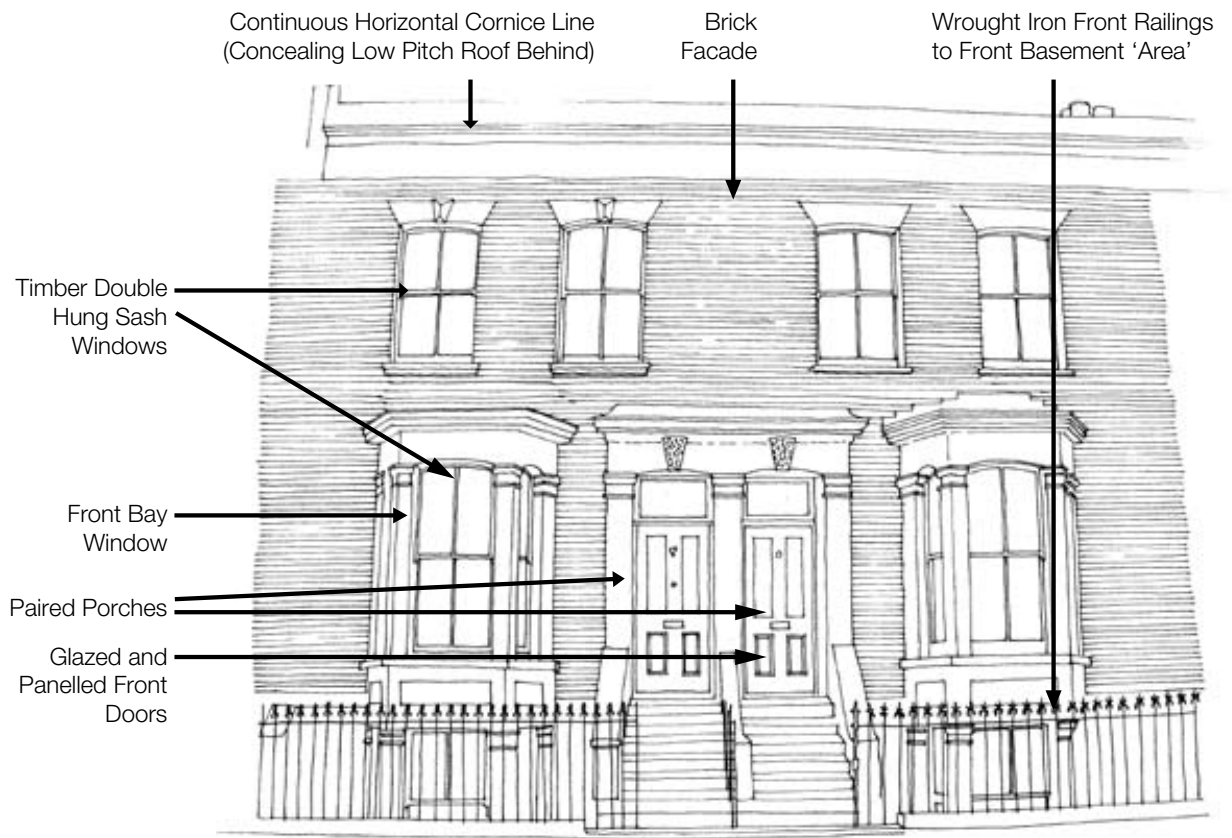 Continuous Horizontal Cornice Line
(Concealing Low Pitch Roof Behind)
Brick
Facade
Wrought Iron Front Railings
to Front Basement ‘Area’
Timber Double
Hung Sash
Windows
Front Bay
Window
Paired Porches
Glazed and
Panelled Front
Doors